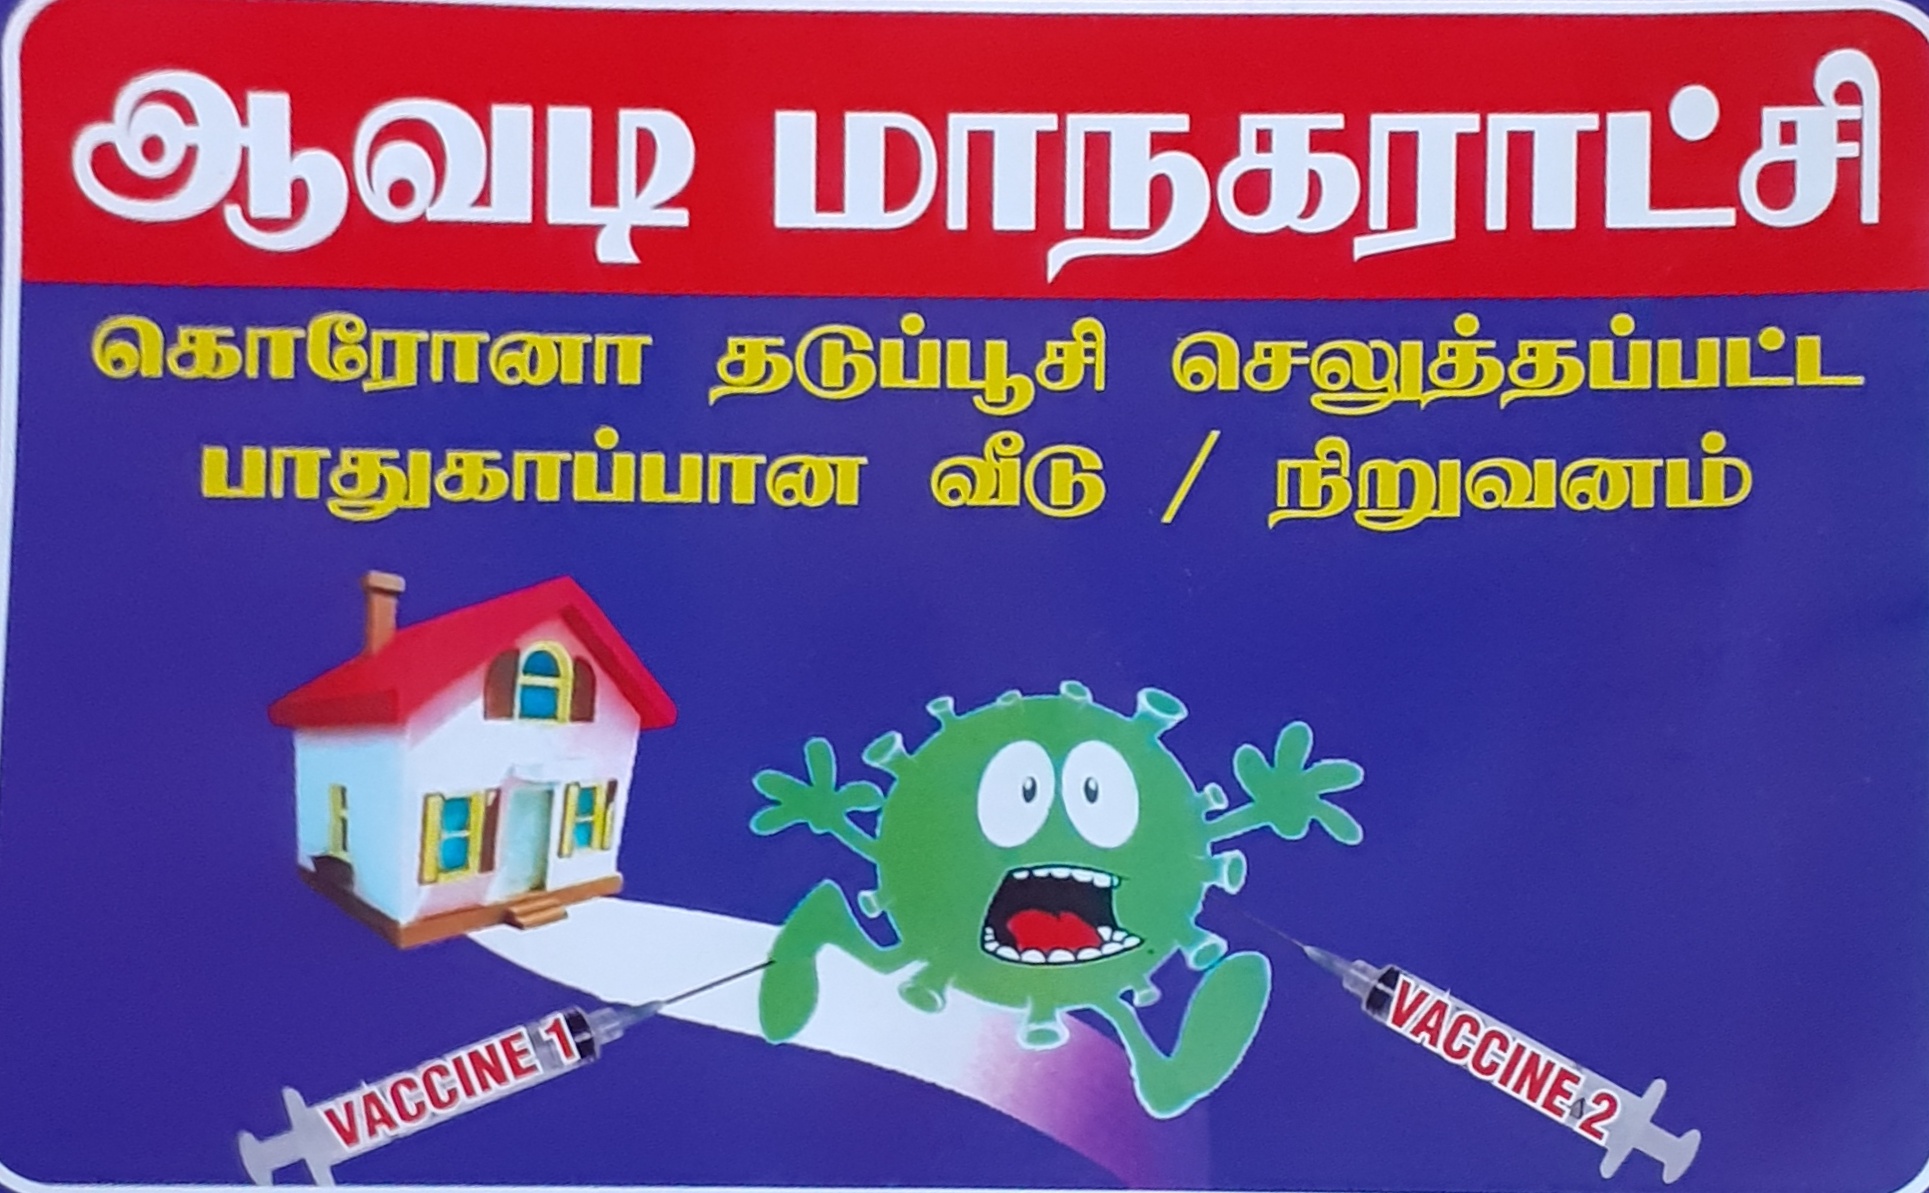 ஆவடி மாநகராட்சி
கொரோனா தடுப்பூசி செலுத்தப்பட்ட
பாதுகாப்பான வீடு / நிறுவனம்
VACCINE 1
VACCINE 2